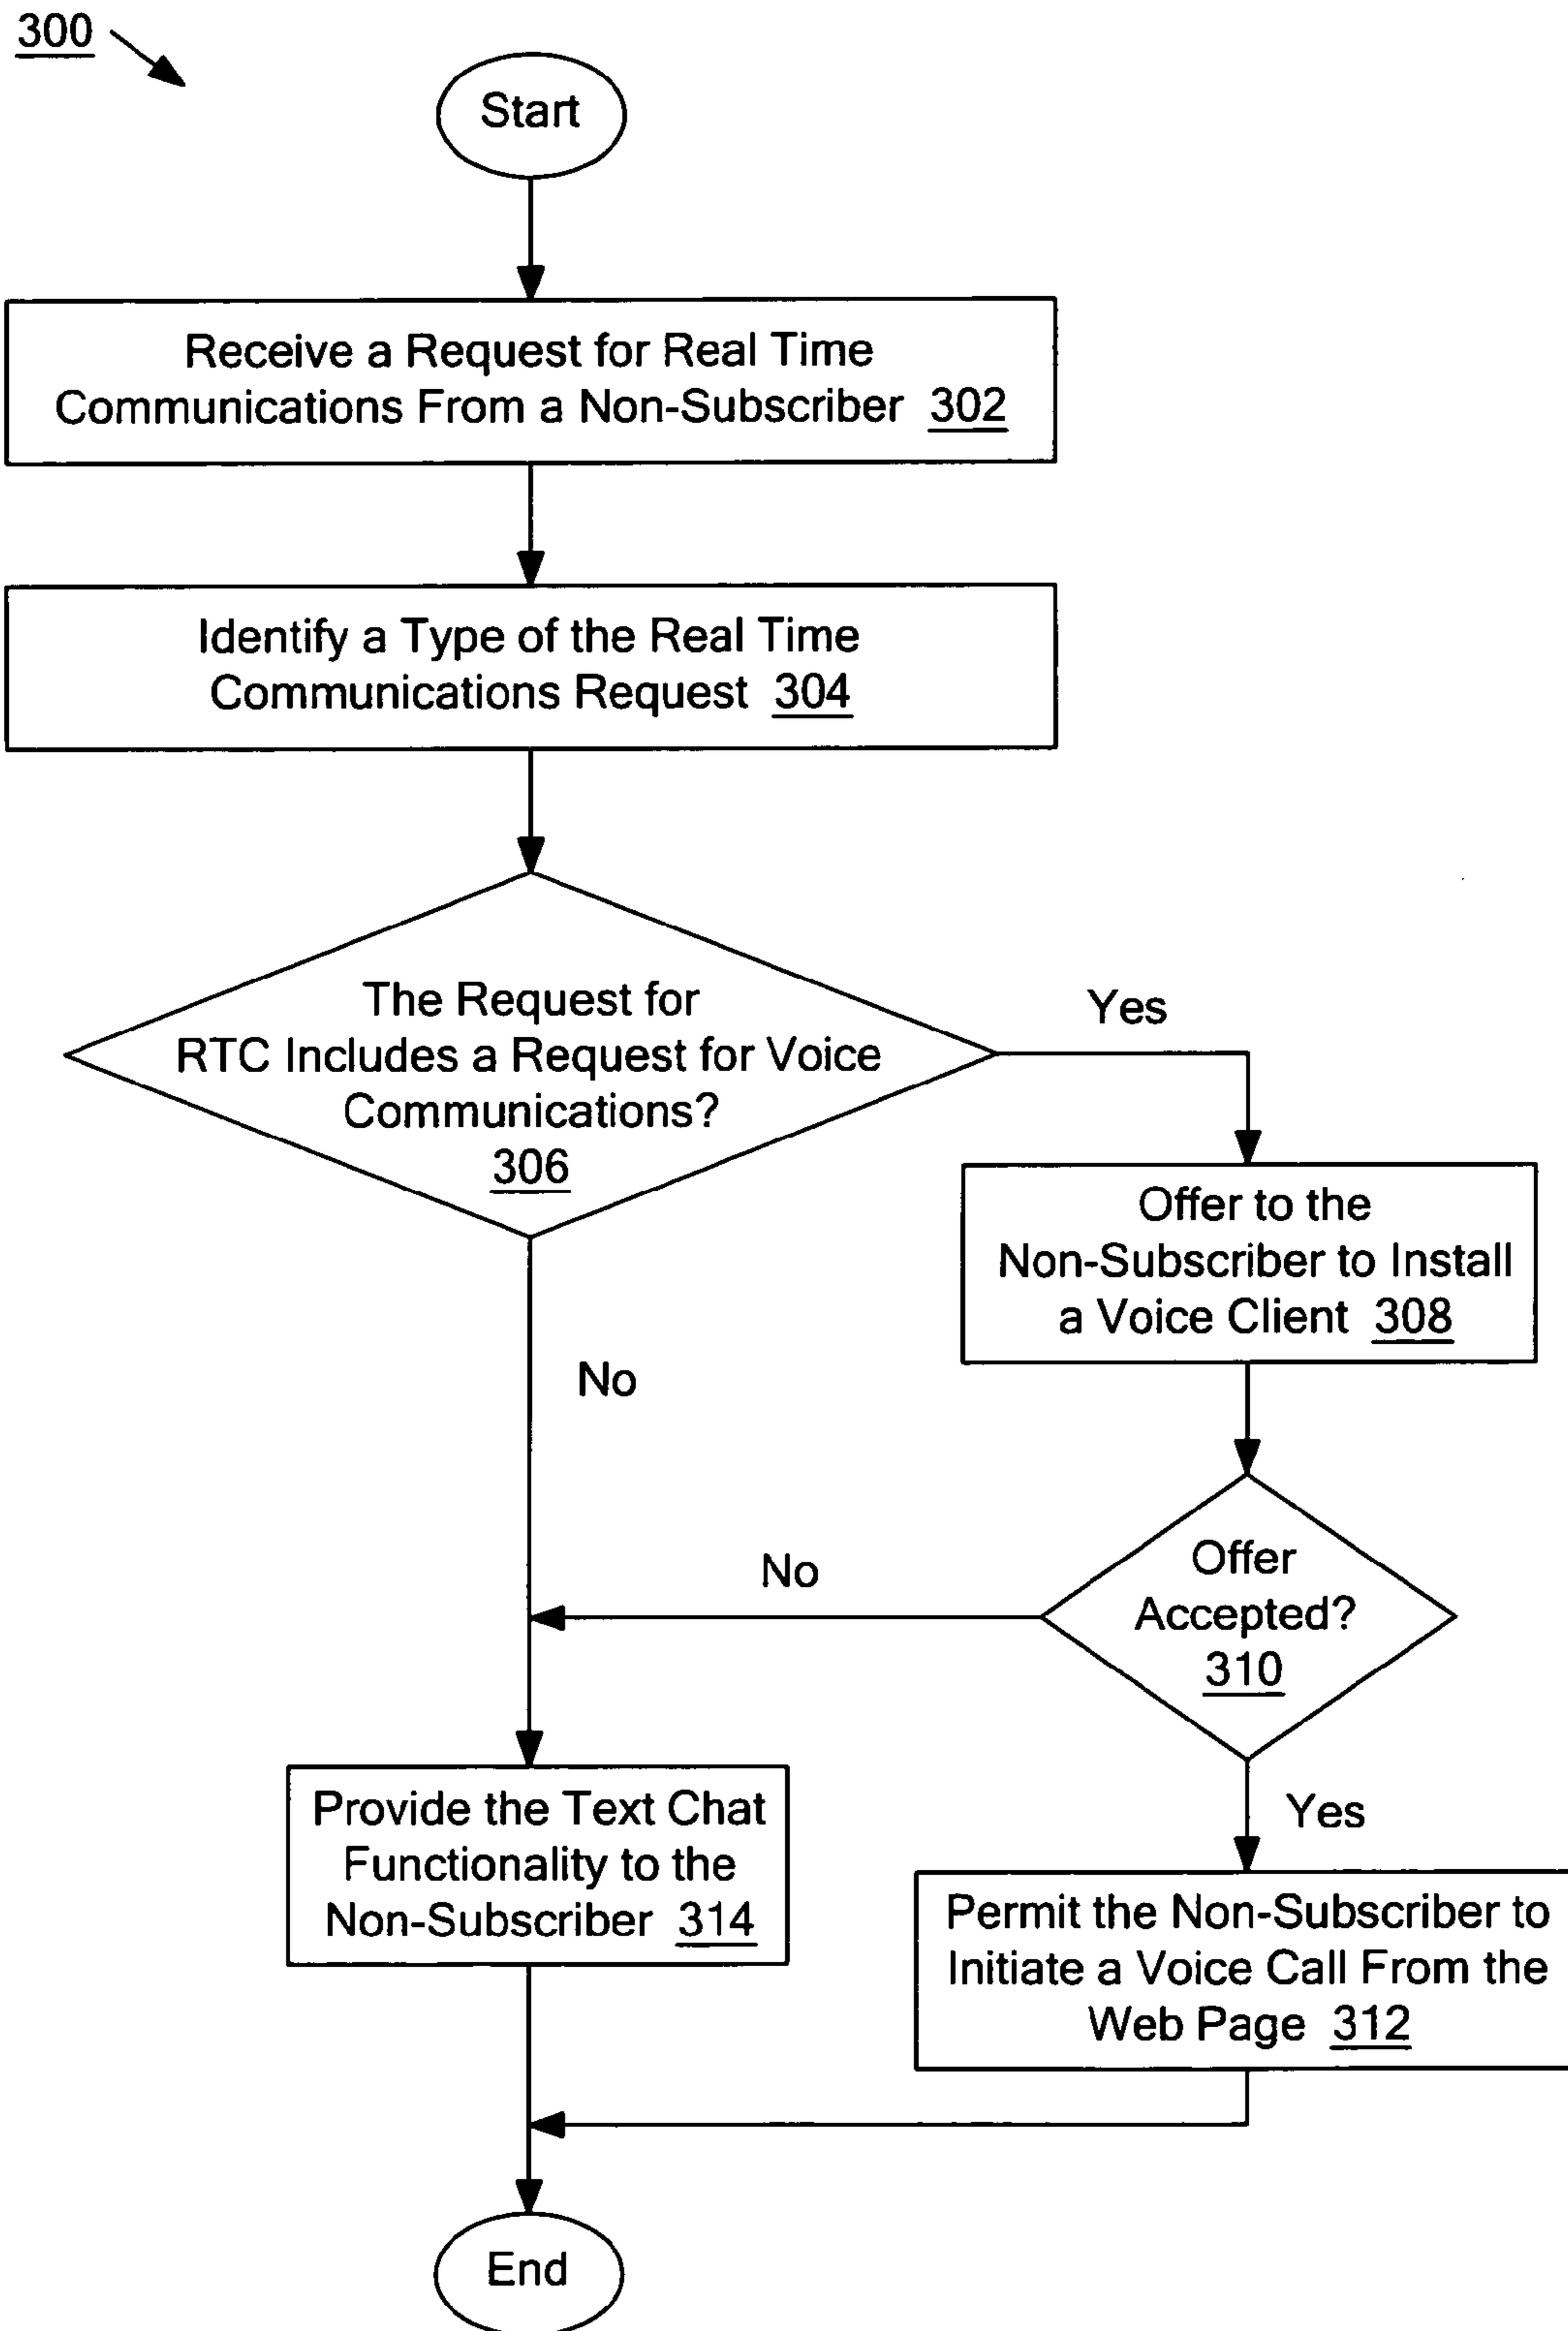 300
Start
Receive a Request for Real Time
Communications From a Non-Subscriber 302
Identify a Type of the Real Time
Communications Request 304
The Request for
RTC Includes a Request for Voice
Communications?
306
Yes
Offer to the
Non-Subscriber to Install
a Voice Client 308
No
Offer
Accepted?
310
No
Yes
Provide the Text Chat
Functionality to the
Non-Subscriber 314
Permit the Non-Subscriber to
Initiate a Voice Call From the
Web Page 312
End